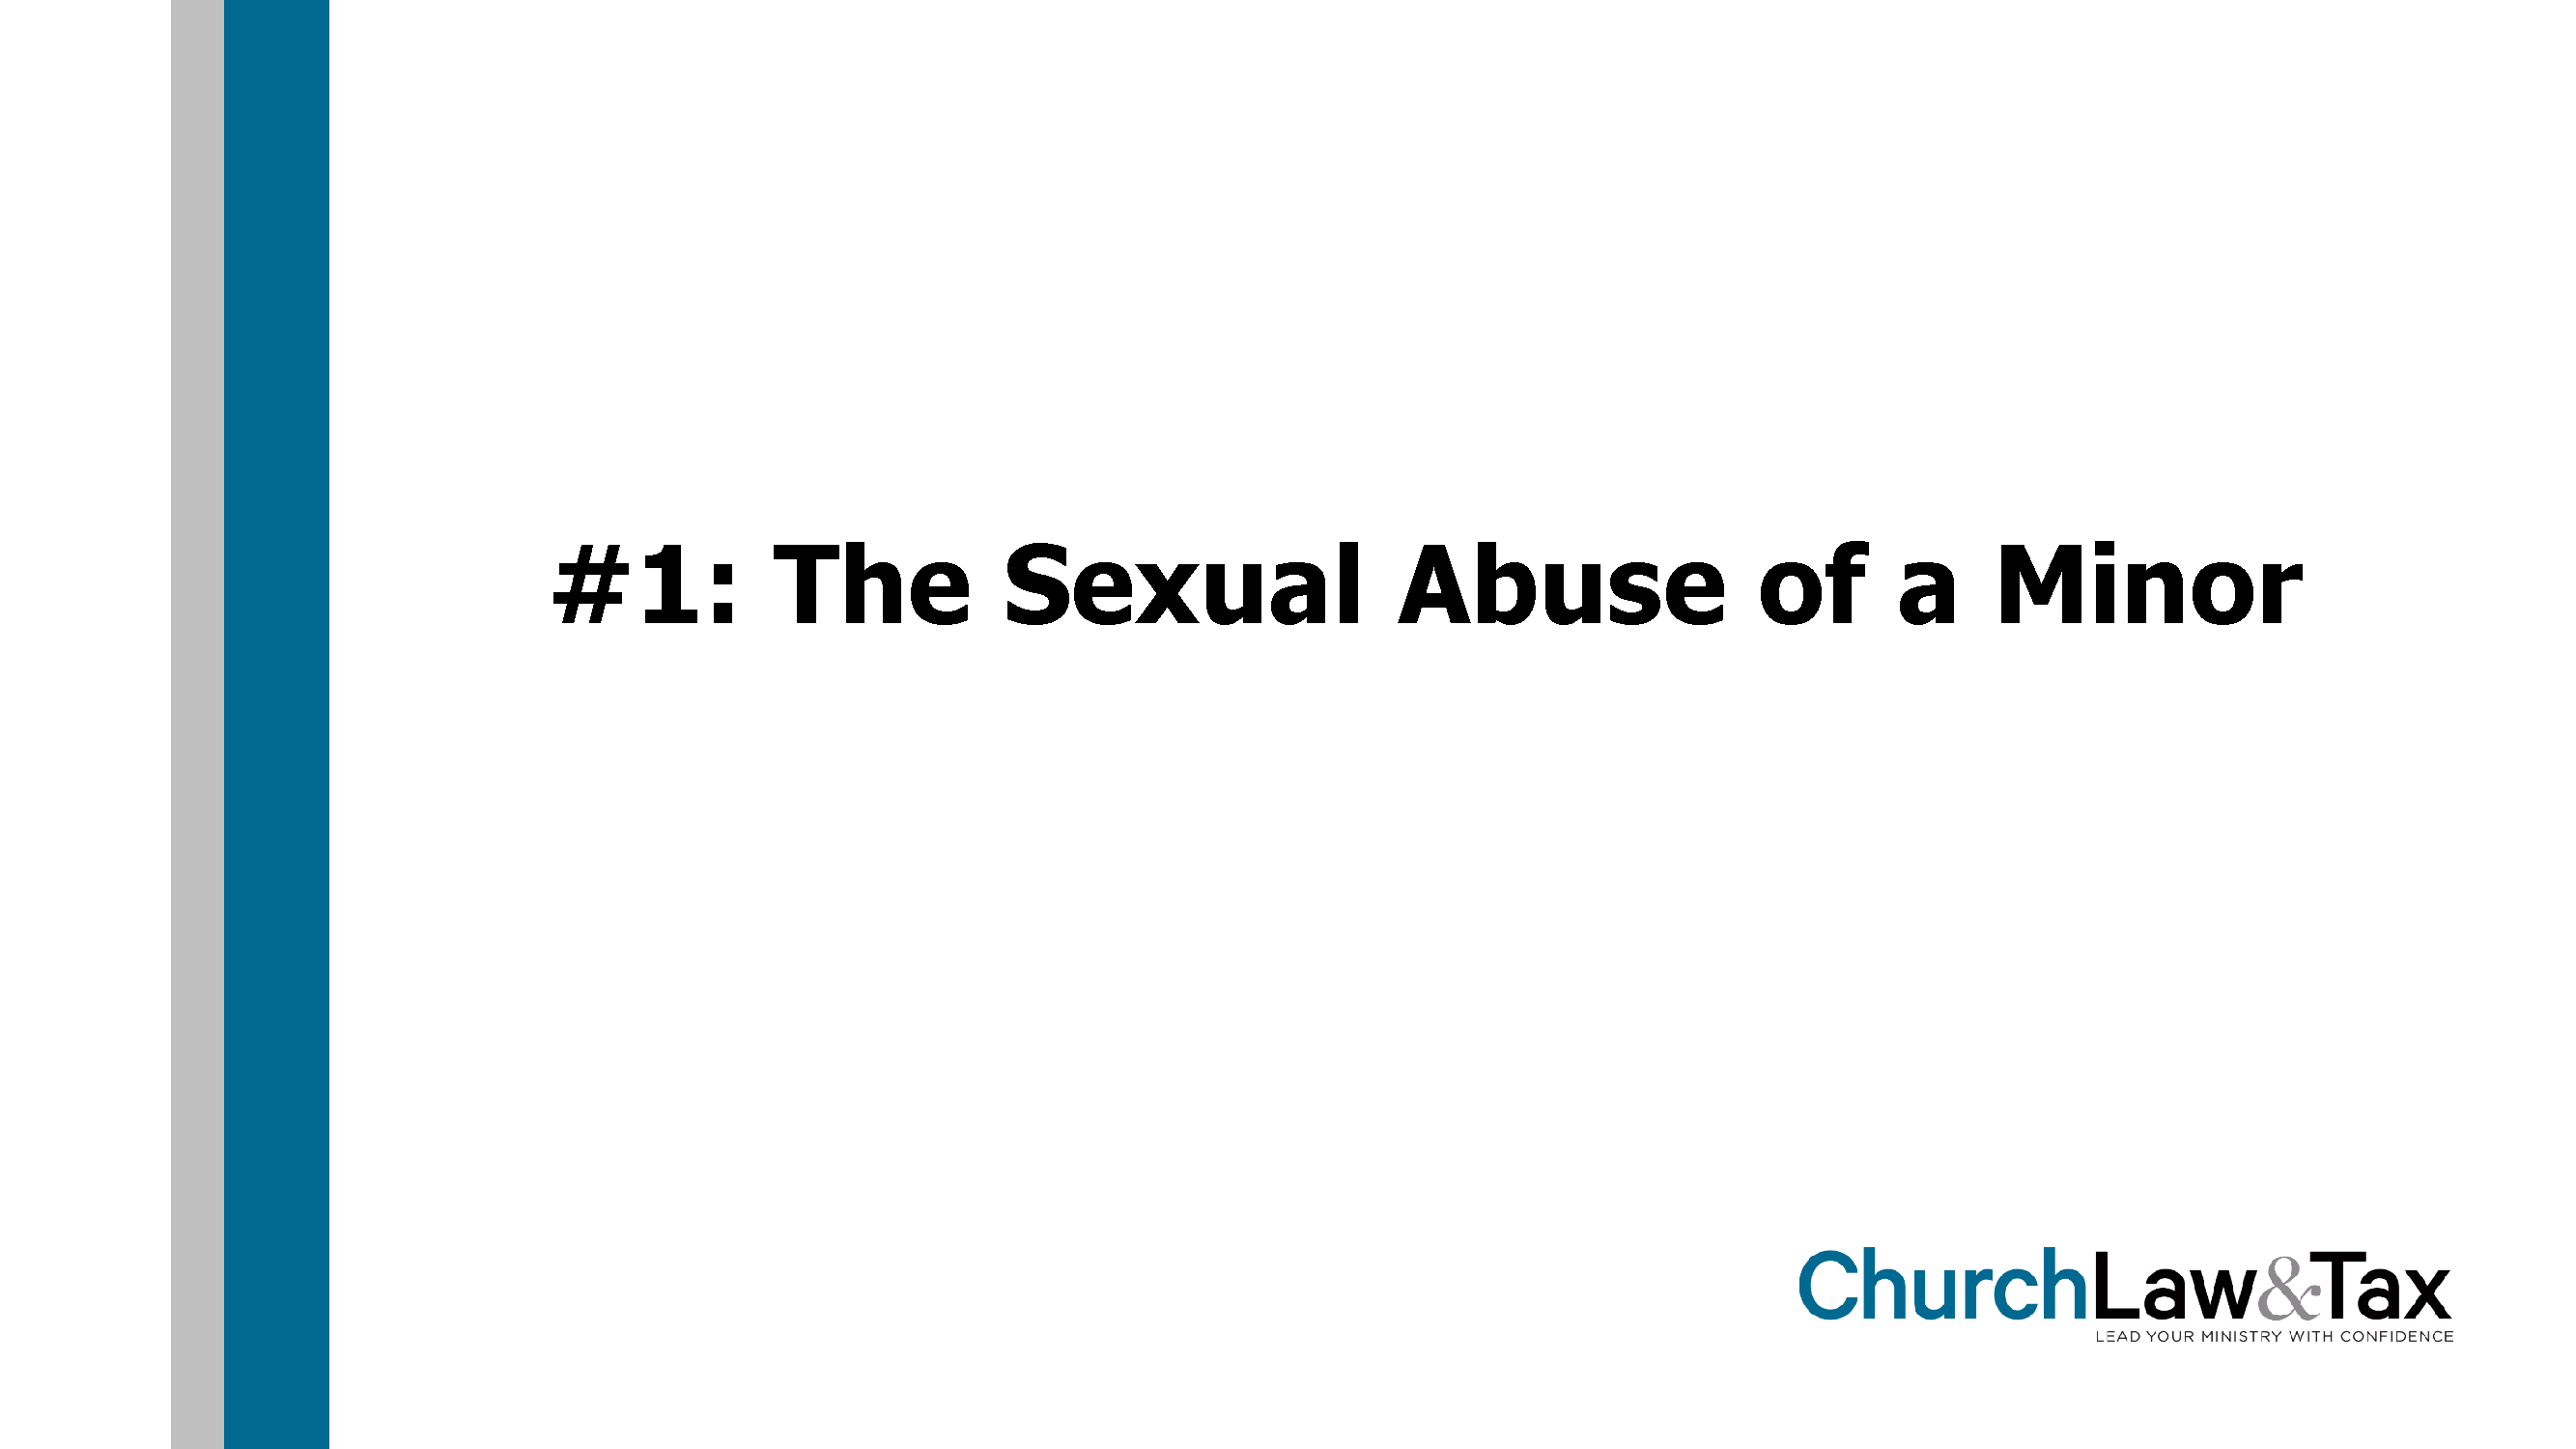 #1: The Sexual Abuse of a Minor
ChurchLaw&Tax
LEAD YOUR MINISTRY WITH CONFIDENCE